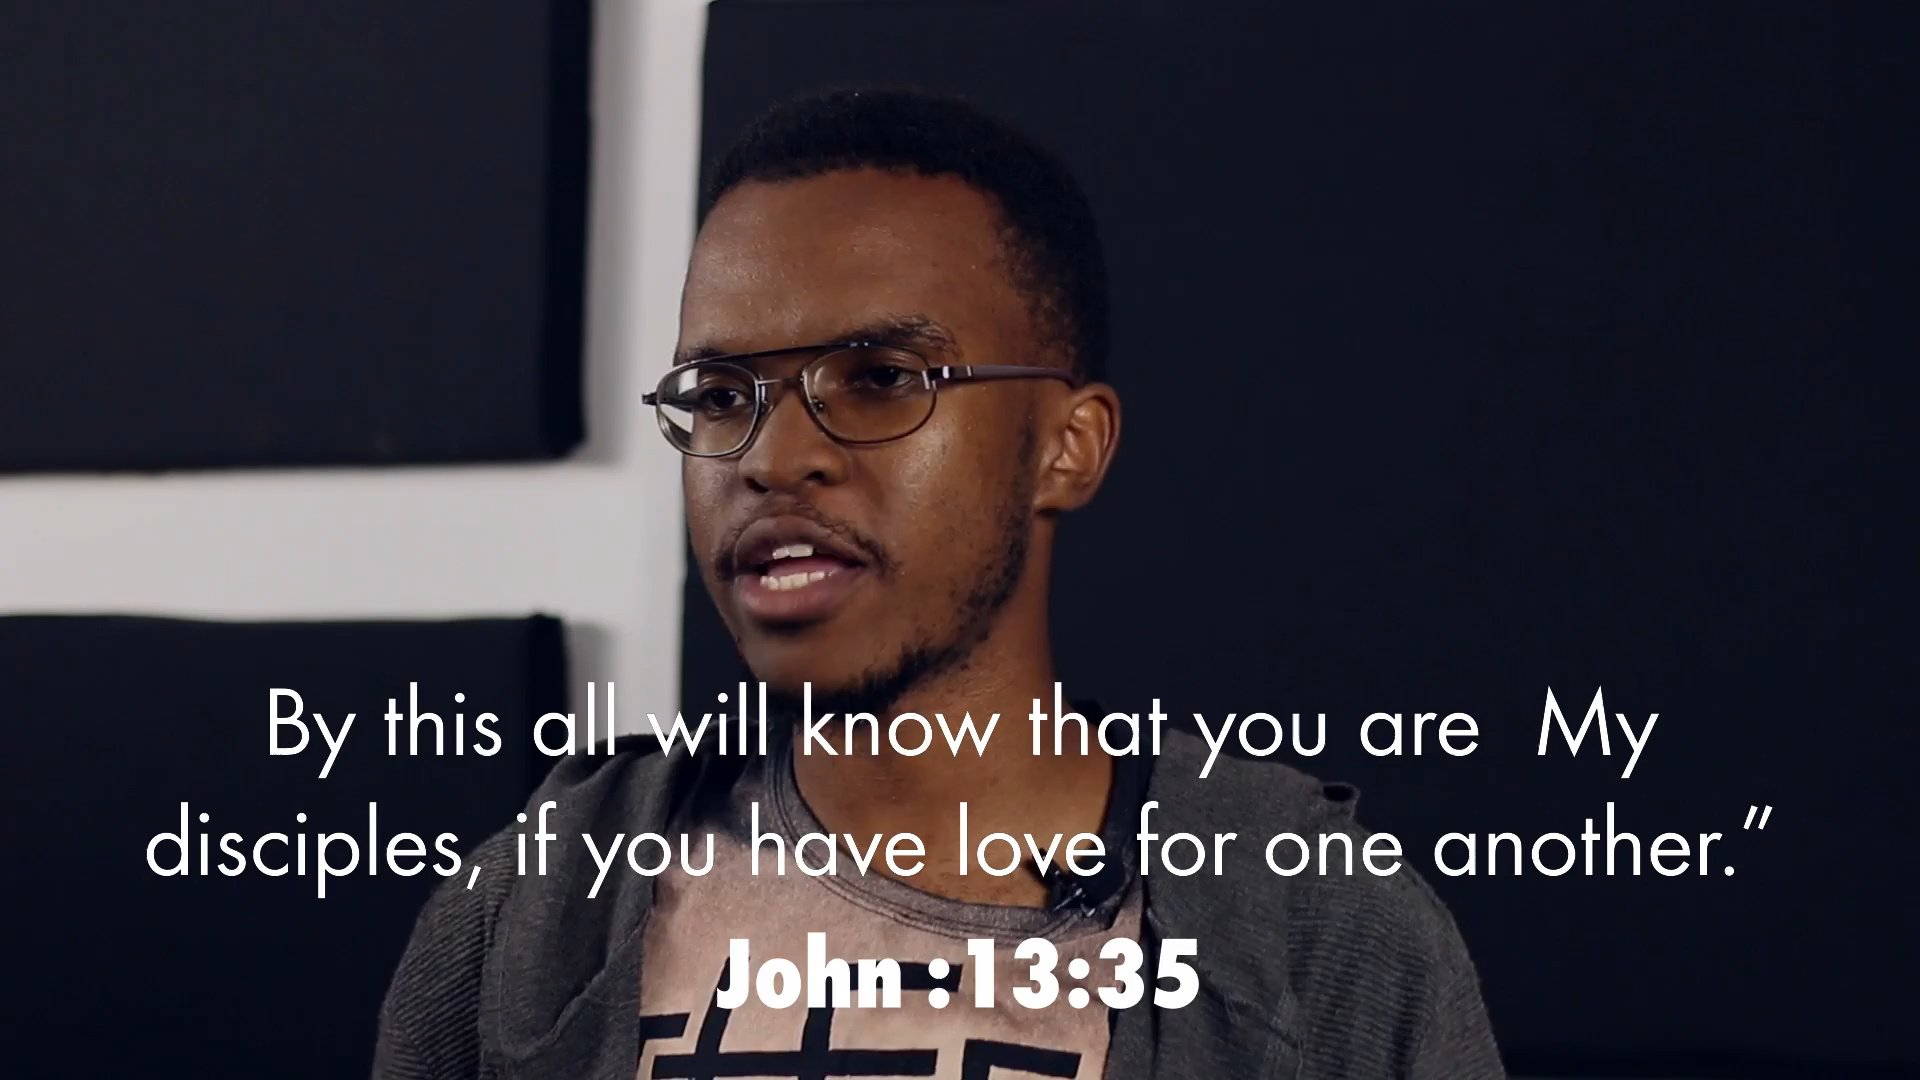 By this all will know that you are  My
disciples, if you have love for one another.”
John :13:35